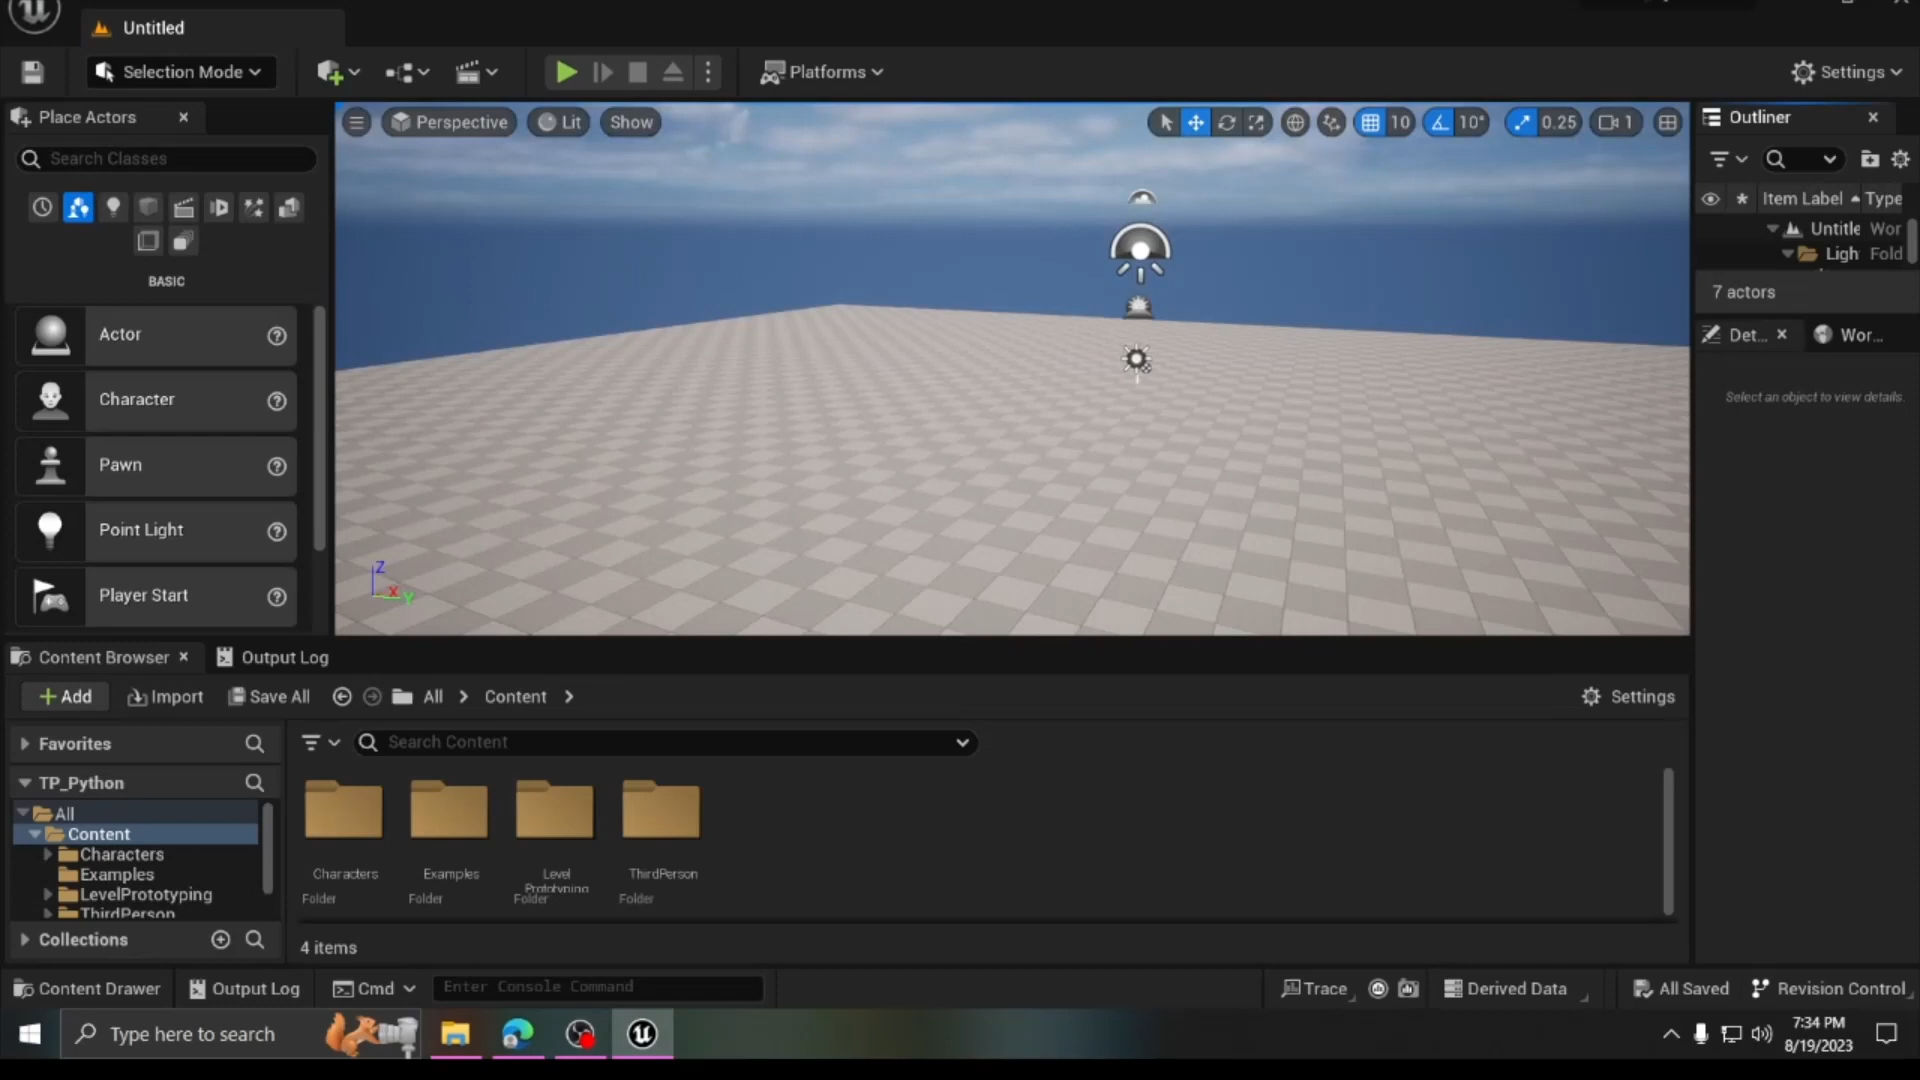 Untitled
Selection Mode
Platforms
Settings
Place Actors
Search Classes
BASIC
Actor
Character
Pawn
Point Light
Player Start
Perspective
Lit
Show
10
10°
0.25
1
Z
X
Y
Outliner
Item Label
Type
Untitle
Wor
Ligh
Fold
7 actors
Det...
Wor...
Select an object to view details.
Content Browser
Output Log
Add
Import
Save All
All
Content
Settings
Favorites
TP_Python
All
Content
Characters
Examples
LevelPrototyping
ThirdPerson
Collections
Search Content
Characters
Folder
Examples
Folder
Level
Prototyping
Folder
ThirdPerson
Folder
4 items
Content Drawer
Output Log
Cmd
Enter Console Command
Trace
Derived Data
All Saved
Revision Control
Type here to search
7:34 PM
8/19/2023